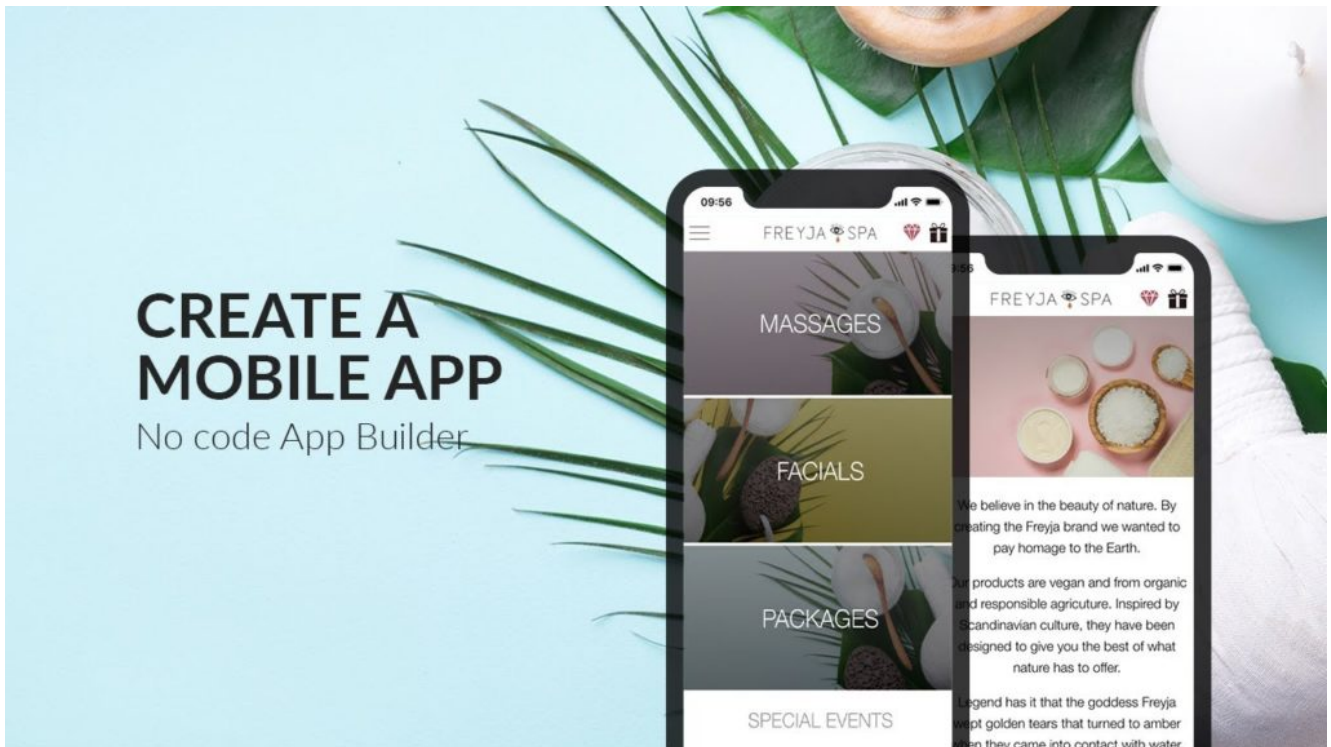 CREATE A
MOBILE APP
No code App Builder
09:56
FREYJA SPA
MASSAGES
FACIALS
PACKAGES
SPECIAL EVENTS
:56
FREYJA SPA
We believe in the beauty of nature. By
creating the Freyja brand we wanted to
pay homage to the Earth.
Our products are vegan and from organic
and responsible agricuture. Inspired by
Scandinavian culture, they have been
designed to give you the best of what
nature has to offer.
Legend has it that the goddess Freyja
wept golden tears that turned to amber
when they came into contact with water